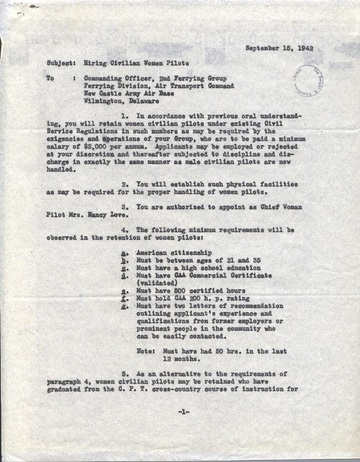 September 15, 1942
Subject: Hiring Civilian Women Pilots
To : Commanding Officer, 2nd Ferrying Group
Ferrying Division, Air Transport Command
New Castle Army Air Base
Wilmington, Delaware
1. In accordance with previous oral understand-
ing, you will retain women civilian pilots under existing Civil
Service Regulations in such numbers as may be required by the
exigencies and operations of your Group, who are to be paid a minimum
salary of $3,000 per annum. Applicants may be employed or rejected
at your discretion and thereafter subjected to discipline and dis-
charge in exactly the same manner as male civilian pilots are now
handled.
2. You will establish such physical facilities
as may be required for the proper handling of women pilots.
3. You are authorized to appoint as Chief Woman
Pilot Mrs. Nancy Love.
4. The following minimum requirements will be
observed in the retention of women pilots:
a. American citizenship
b. Must be between ages of 21 and 35
c. Must have a high school education
d. Must have CAA Commercial Certificate
(validated)
e. Must have 500 certified hours
f. Must hold CAA 200 h. p. rating
g. Must have two letters of recommendation
outlining applicant's experience and
qualifications from former employers or
prominent people in the community who
can be easily contacted.
Note: Must have had 50 hrs. in the last
12 months.
5. As an alternative to the requirements of
paragraph 4, women civilian pilots may be retained who have
graduated from the C. P. T. cross-country course of instruction for
-1-